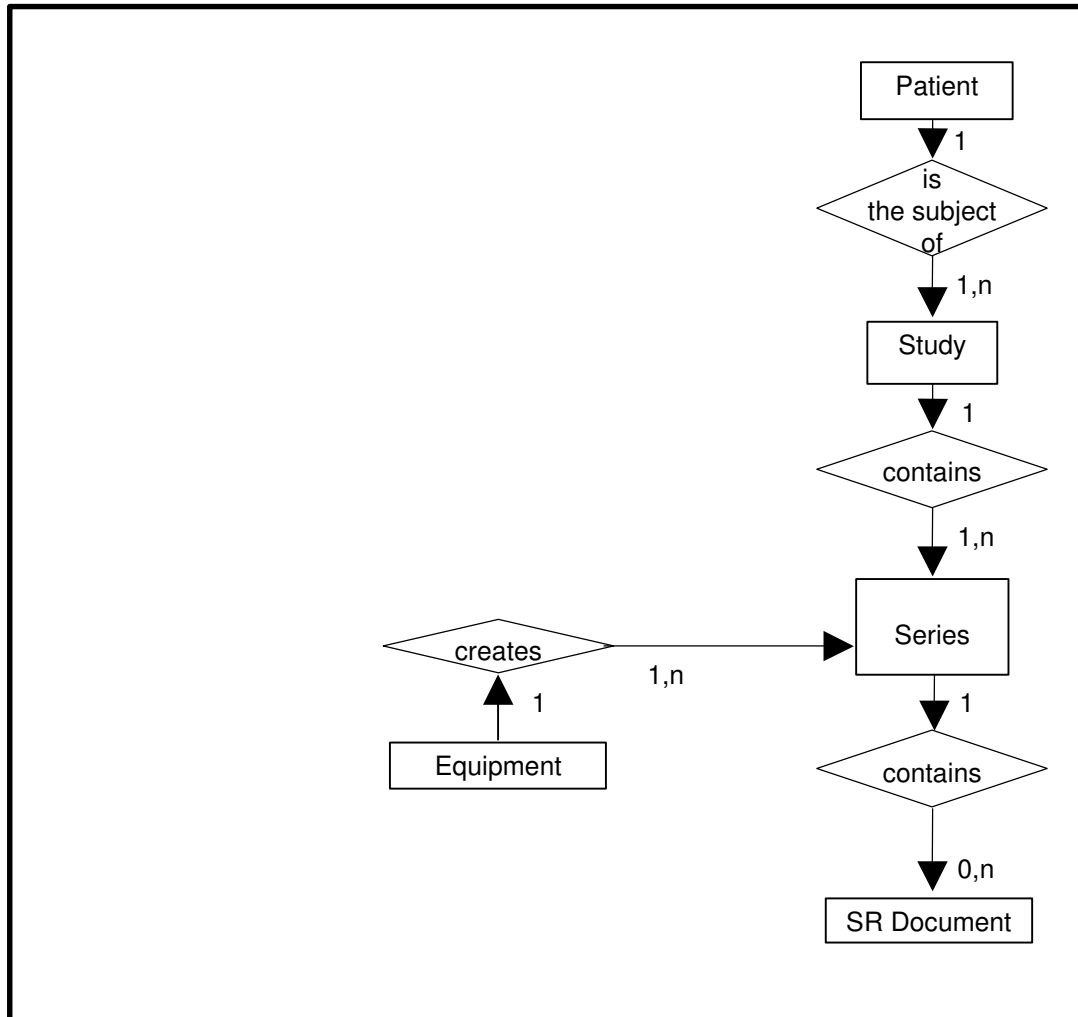 Patient
1
is
the subject
of
1,n
Study
1
contains
1,n
Series
creates
1,n
1
1
Equipment
contains
0,n
SR Document